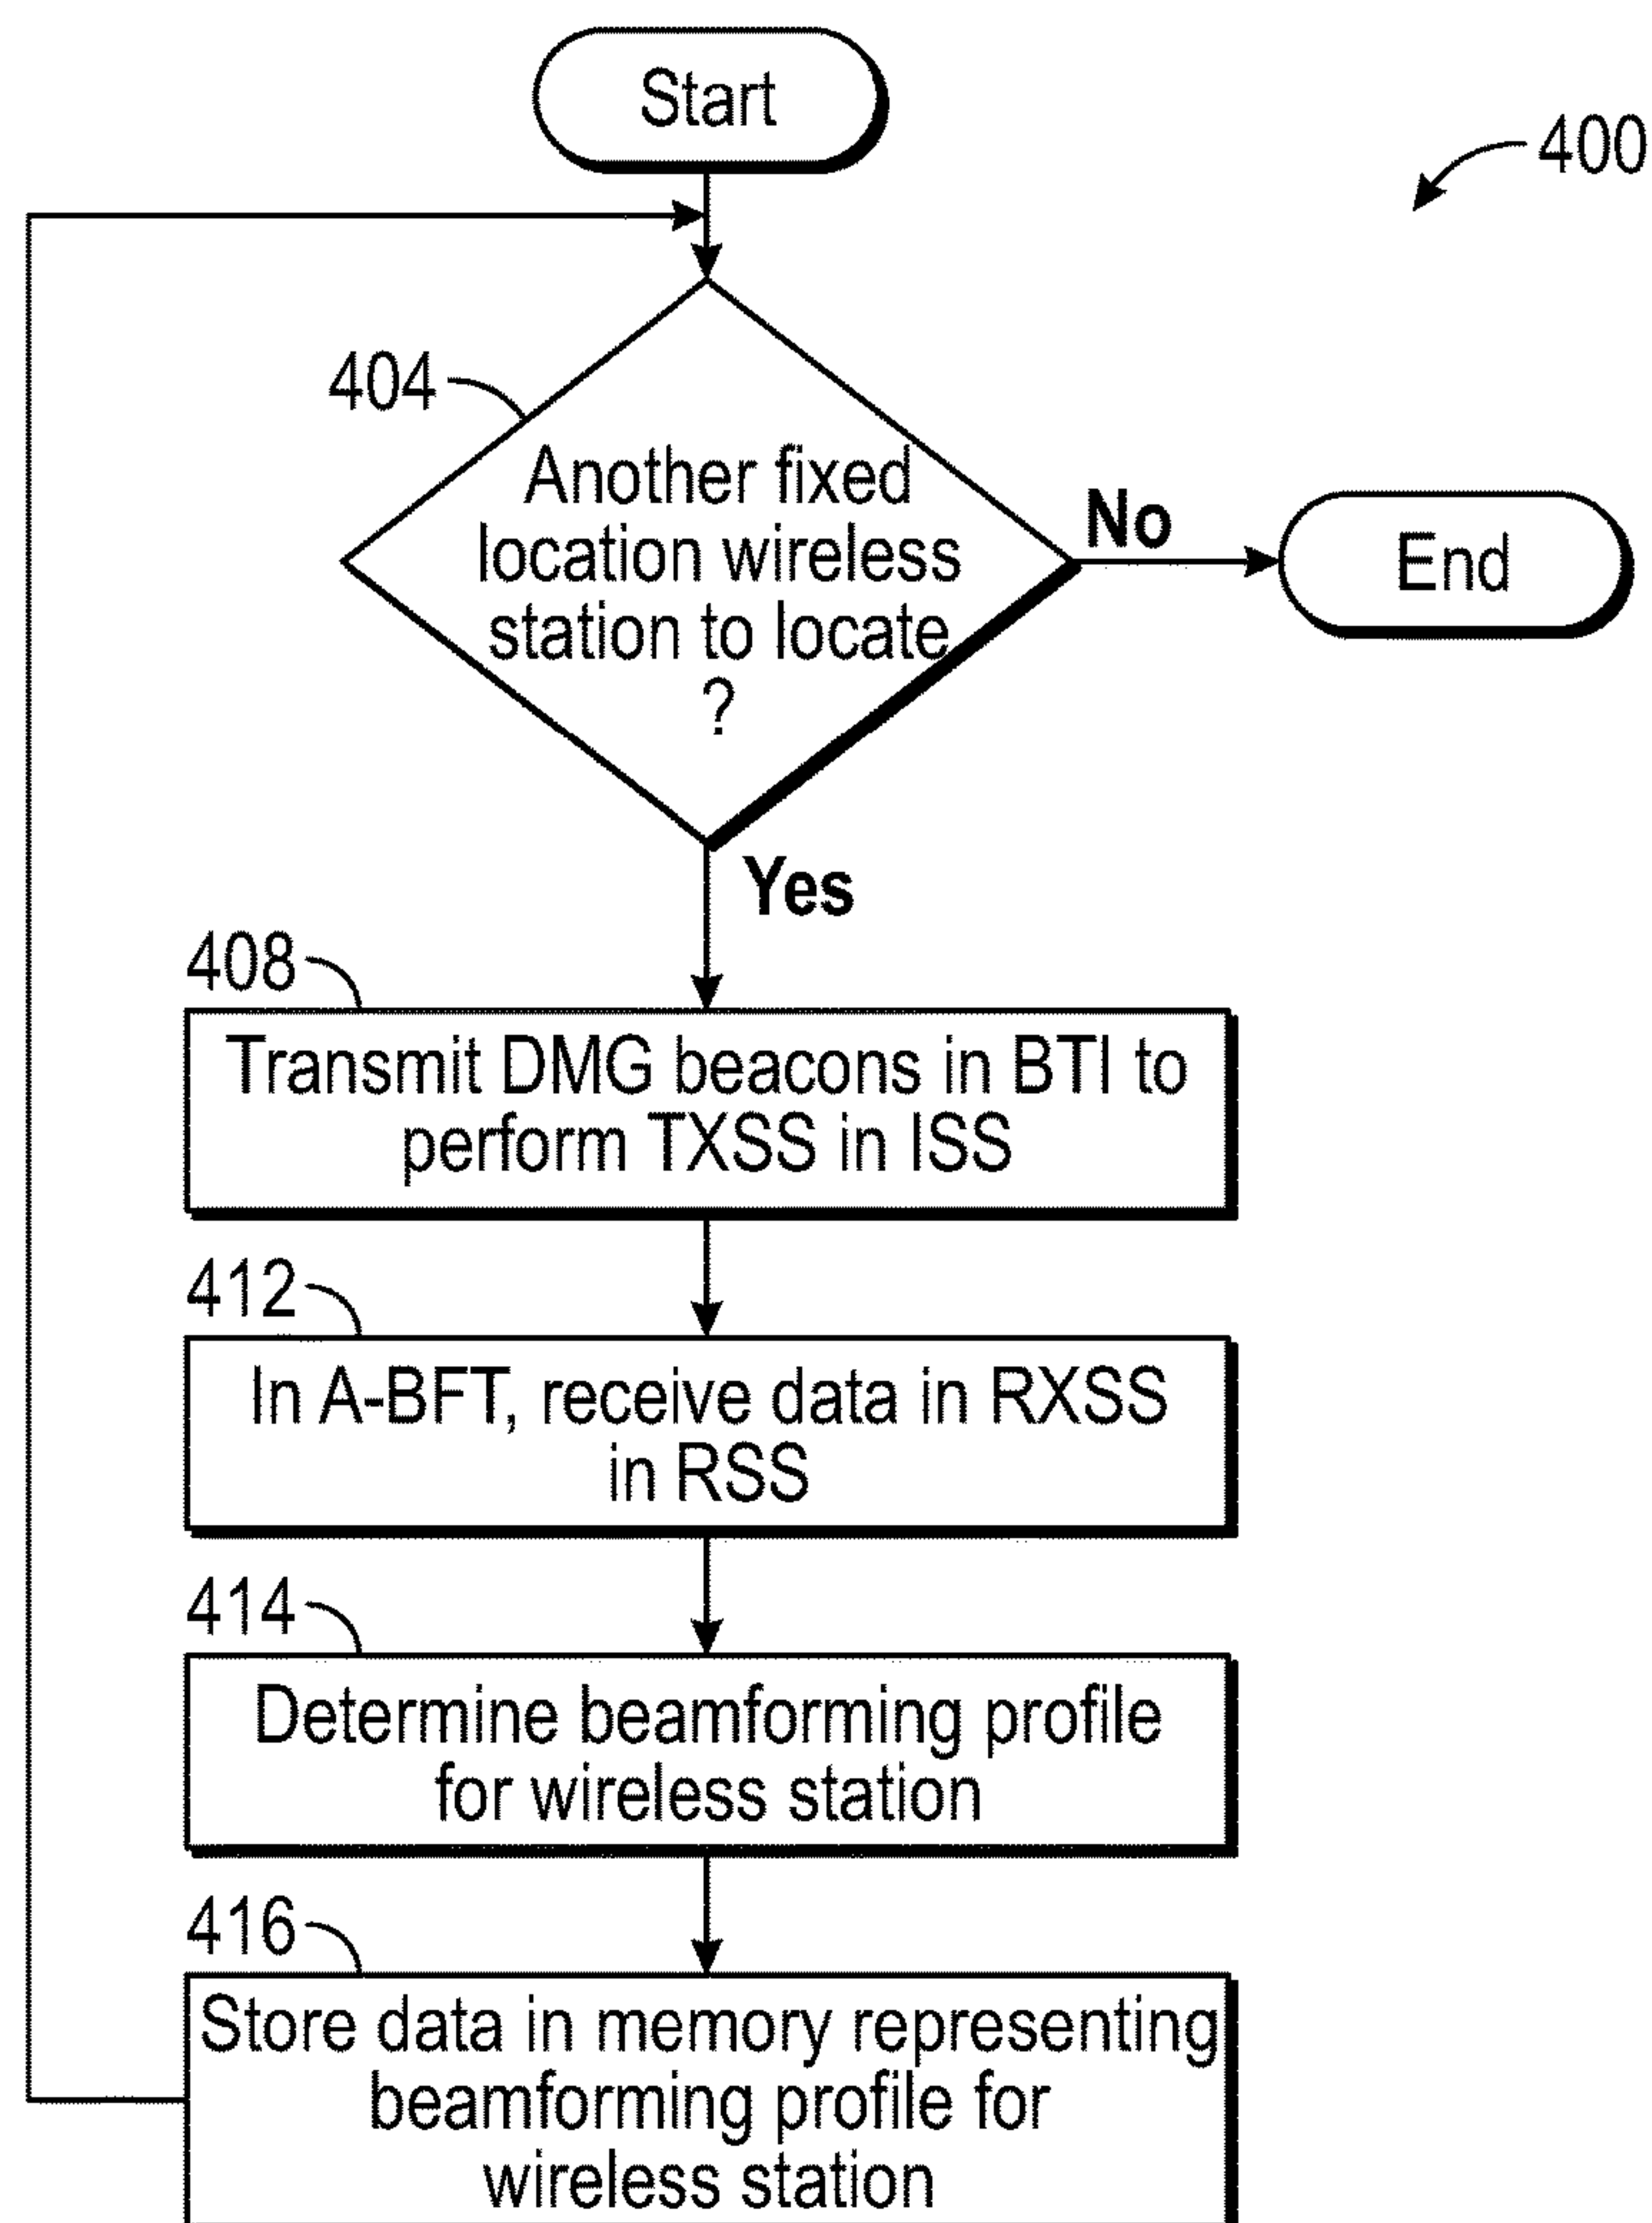 Start
400
404
Another fixed
location wireless
station to locate
?
No
End
Yes
408
Transmit DMG beacons in BTI to
perform TXSS in ISS
412
In A-BFT, receive data in RXSS
in RSS
414
Determine beamforming profile
for wireless station
416
Store data in memory representing
beamforming profile for
wireless station